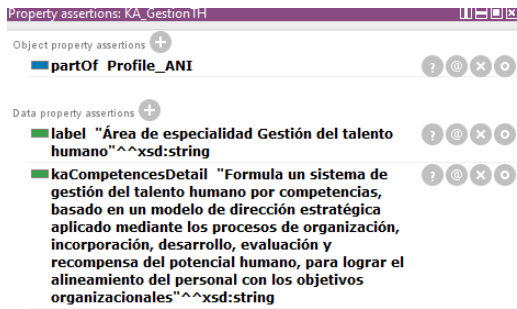 Property assertions: KA_GestionTH
Object property assertions
partOf Profile_ANI
Data property assertions
label "Área de especialidad Gestión del talento
humano"^^xsd:string
kaCompetencesDetail "Formula un sistema de
gestión del talento humano por competencias,
basado en un modelo de dirección estratégica
aplicado mediante los procesos de organización,
incorporación, desarrollo, evaluación y
recompensa del potencial humano, para lograr el
alineamiento del personal con los objetivos
organizacionales"^^xsd:string